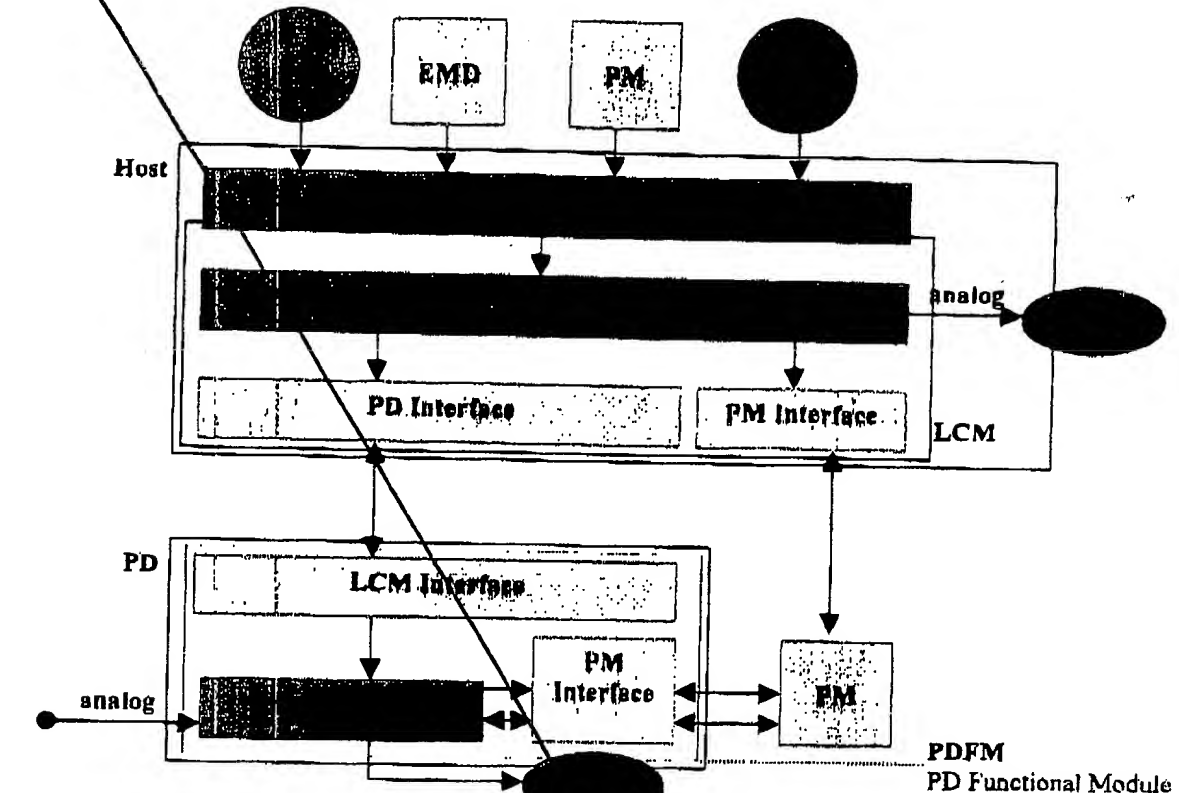 EMD
PM
Host
analog
PD Interface
PM Interface
LCM
PD
LCM Interface
PM
Interface
PM
analog
PDFM
PD Functional Module